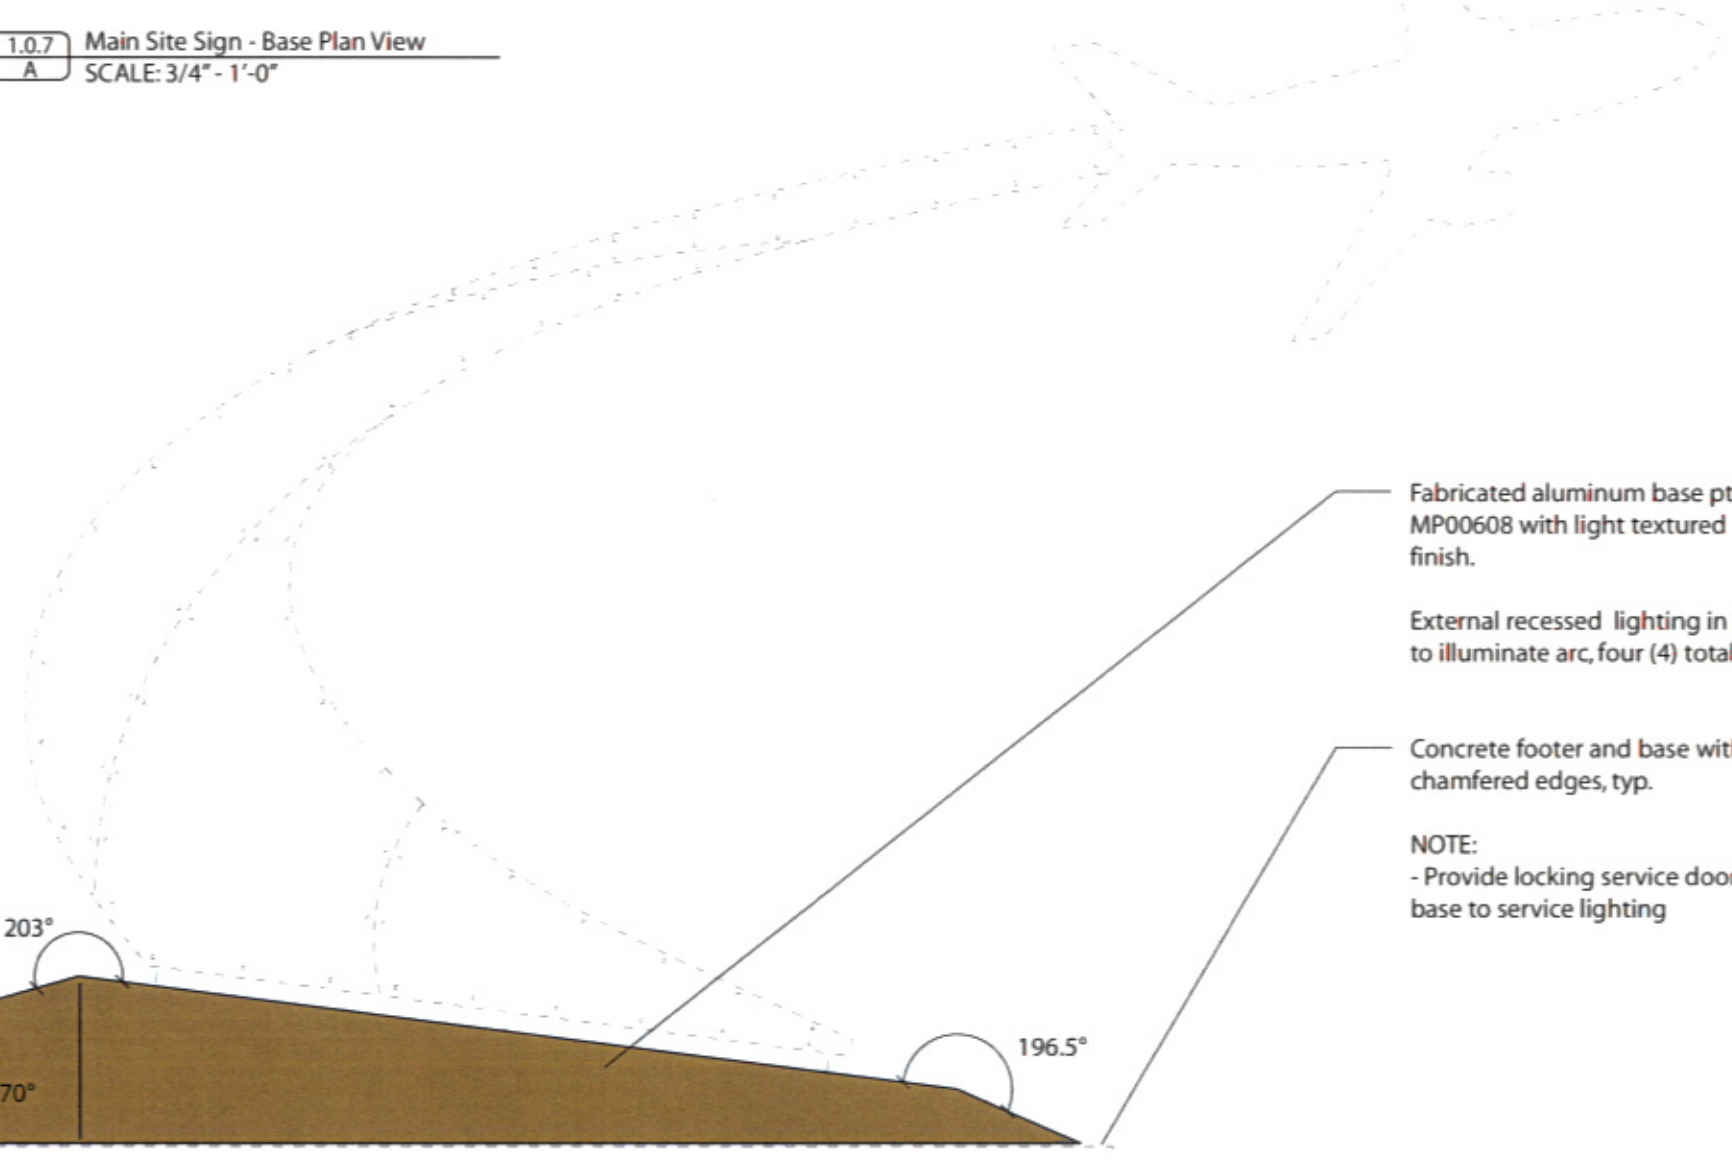 1.0.7
A
Main Site Sign - Base Plan View
SCALE: 3/4" - 1'-0"
Fabricated aluminum base
MP00608 with light textured
finish.
External recessed lighting in
to illuminate arc, four (4) total
Concrete footer and base
chamfered edges, typ.
NOTE:
- Provide locking service door
base to service lighting
203°
196.5°
70°